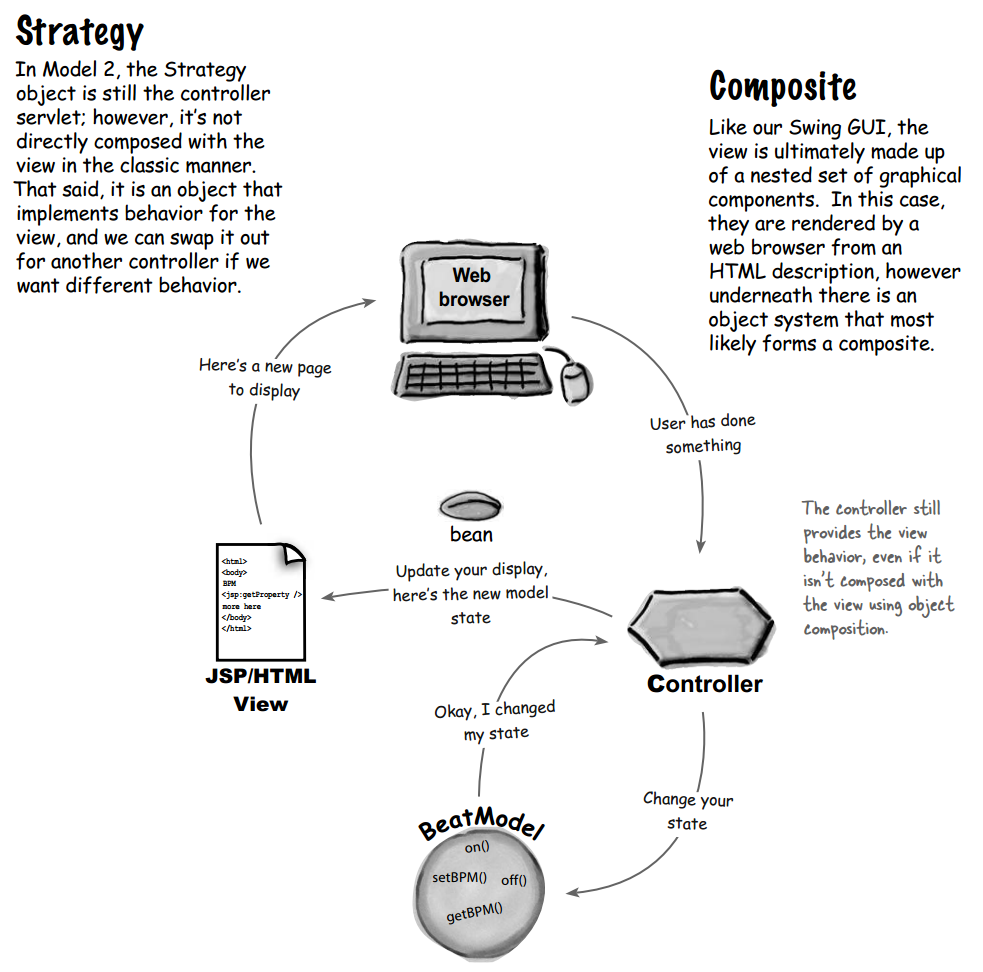 Strategy
In Model 2, the Strategy
object is still the controller
servlet; however, it's not
directly composed with the
view in the classic manner.
That said, it is an object that
implements behavior for the
view, and we can swap it out
for another controller if we
want different behavior.
Composite
Like our Swing GUI, the
view is ultimately made up
of a nested set of graphical
components. In this case,
they are rendered by a
web browser from an
HTML description, however
underneath there is an
object system that most
likely forms a composite.
Web
browser
Here's a new page
to display
User has done
something
bean
Update your display,
here's the new model
state
The controller still
provides the view
behavior, even if it
isn't composed with
the view using object
composition.
<html>
<body>
BPM
<jsp:getProperty />
more here
</body>
</html>
JSP/HTML
View
Controller
Okay, I changed
my state
Change your
state
BeatModel
on()
setBPM() off()
getBPM()